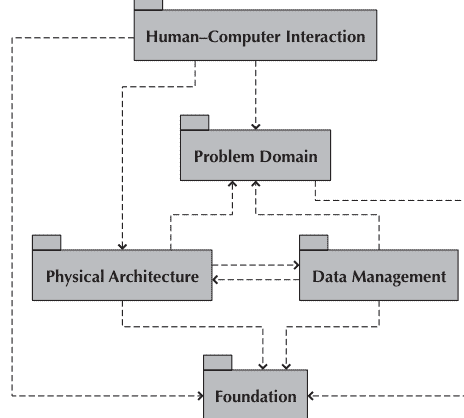 Human–Computer Interaction
Problem Domain
Physical Architecture
Data Management
Foundation